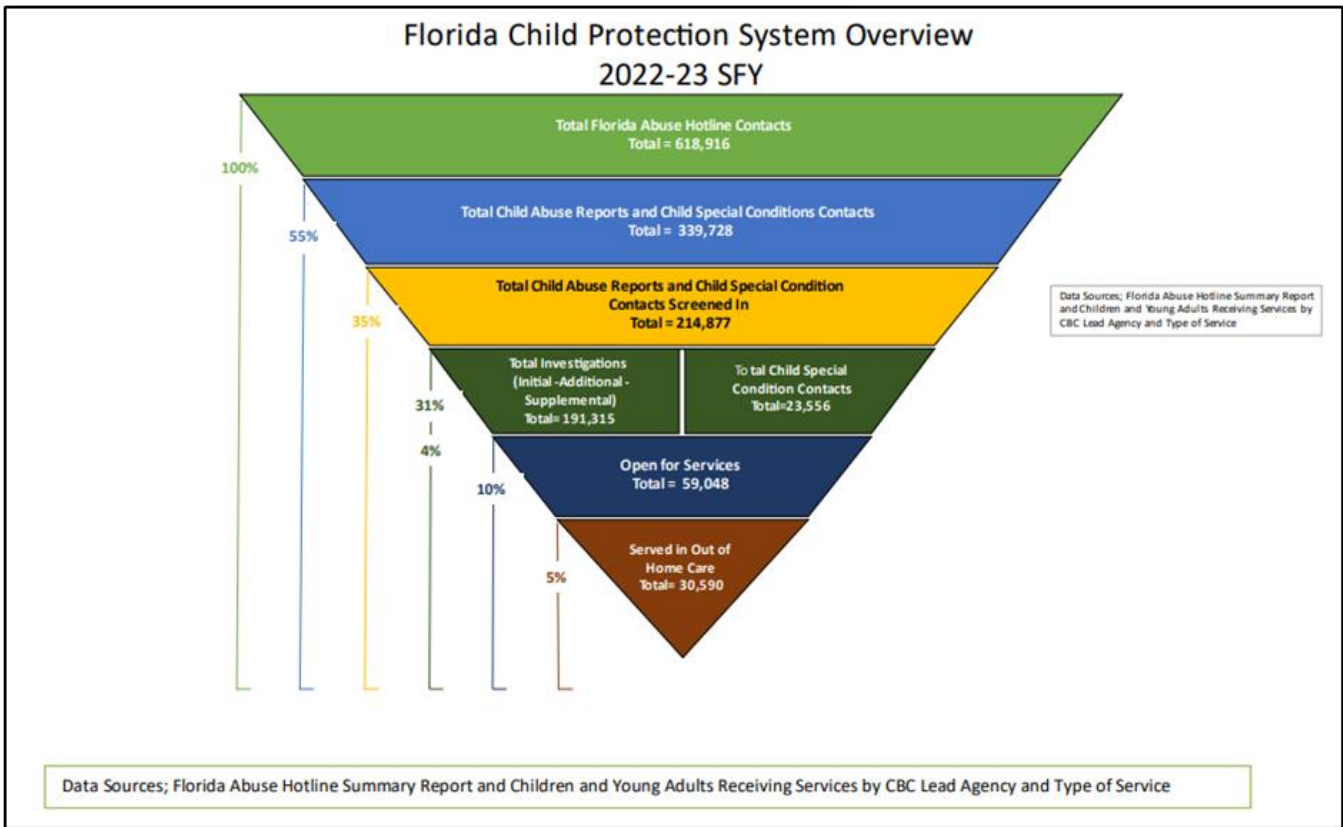 Florida Child Protection System Overview
2022-23 SFY
Total Florida Abuse Hotline Contacts
Total = 618,916
100%
Total Child Abuse Reports and Child Special Conditions Contacts
Total = 339,728
55%
Total Child Abuse Reports and Child Special Condition
Contacts Screened In
Total = 214,877
35%
Data Sources; Florida Abuse Hotline Summary Report
and Children and Young Adults Receiving Services by
CBC Lead Agency and Type of Service
Total Investigations
(Initial -Additional -
Supplemental)
Total= 191,315
To tal Child Special
Condition Contacts
Total=23,556
31%
4%
Open for Services
Total = 59,048
10%
Served in Out of
Home Care
Total= 30,590
5%
Data Sources; Florida Abuse Hotline Summary Report and Children and Young Adults Receiving Services by CBC Lead Agency and Type of Service